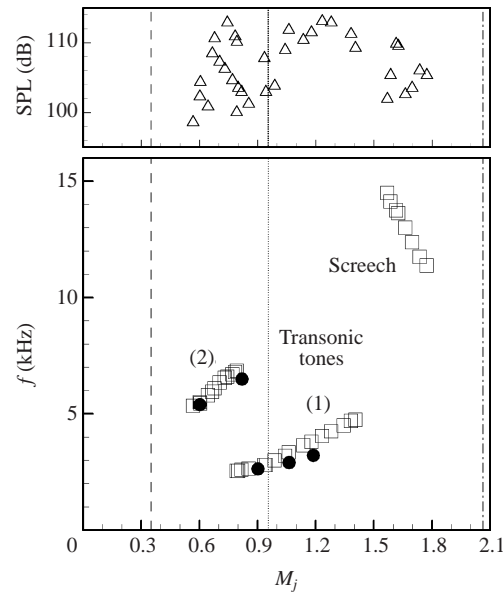 110
100
SPL (dB)
15
10
5
f (kHz)
Screech
(2)
Transonic
tones
(1)
0
0.3
0.6
0.9
1.2
1.5
1.8
2.1
M_j